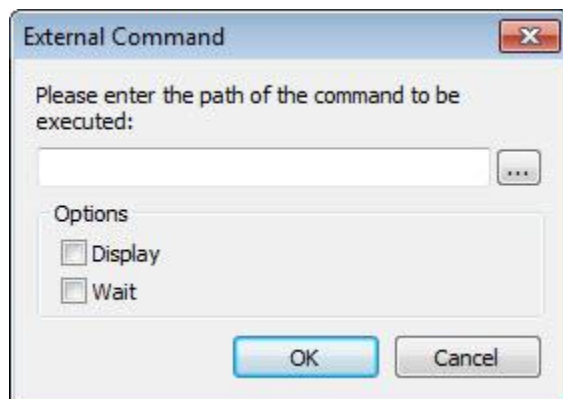 External Command
Please enter the path of the command to be
executed:
...
Options
Display
Wait
OK
Cancel